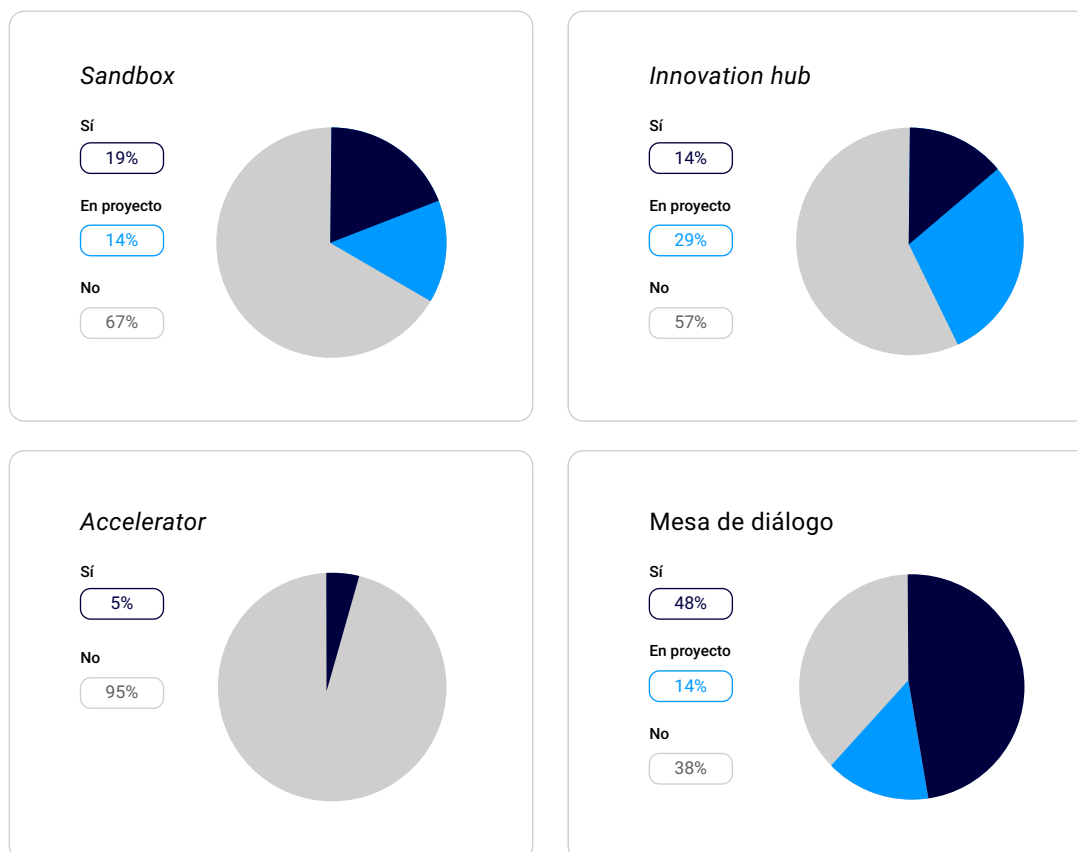 Sandbox
Sí
19%
En proyecto
14%
No
67%
Innovation hub
Sí
14%
En proyecto
29%
No
57%
Accelerator
Sí
5%
No
95%
Mesa de diálogo
Sí
48%
En proyecto
14%
No
38%